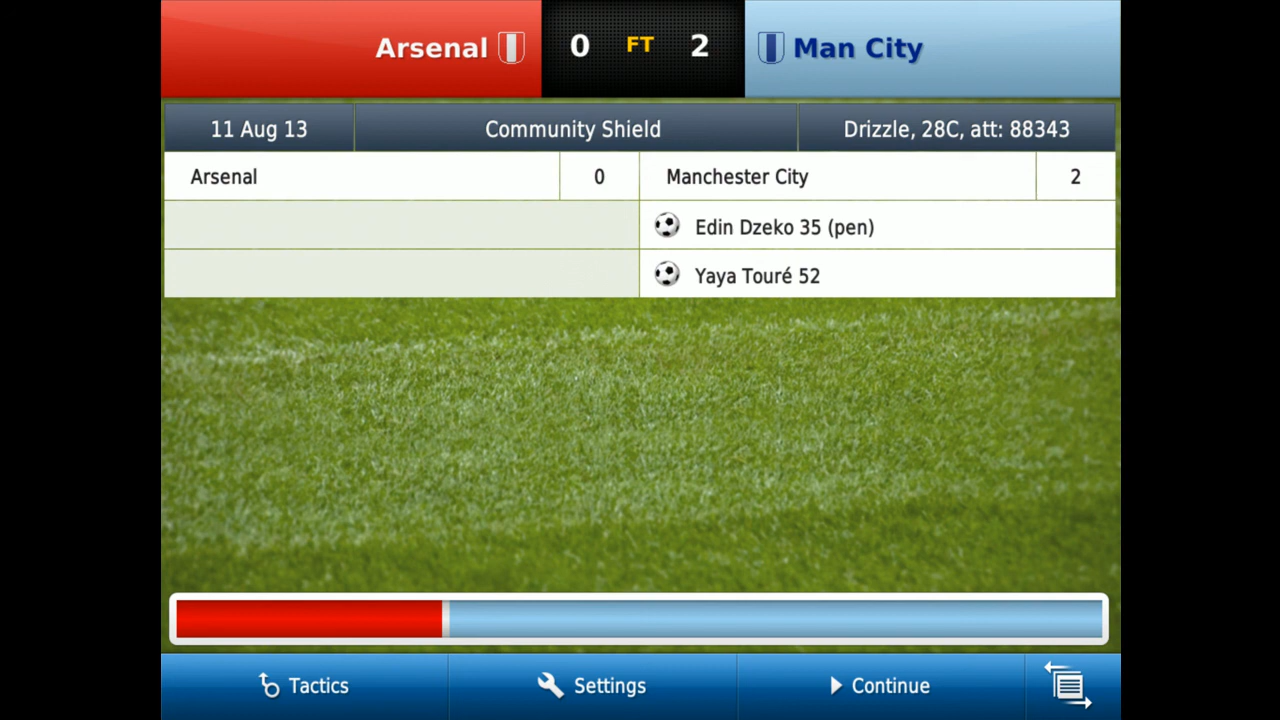 Arsenal 0 FT 2 Man City
11 Aug 13 Community Shield Drizzle, 28C, att: 88343
Arsenal 0 Manchester City 2
Edin Dzeko 35 (pen)
Yaya Touré 52
Tactics Settings Continue